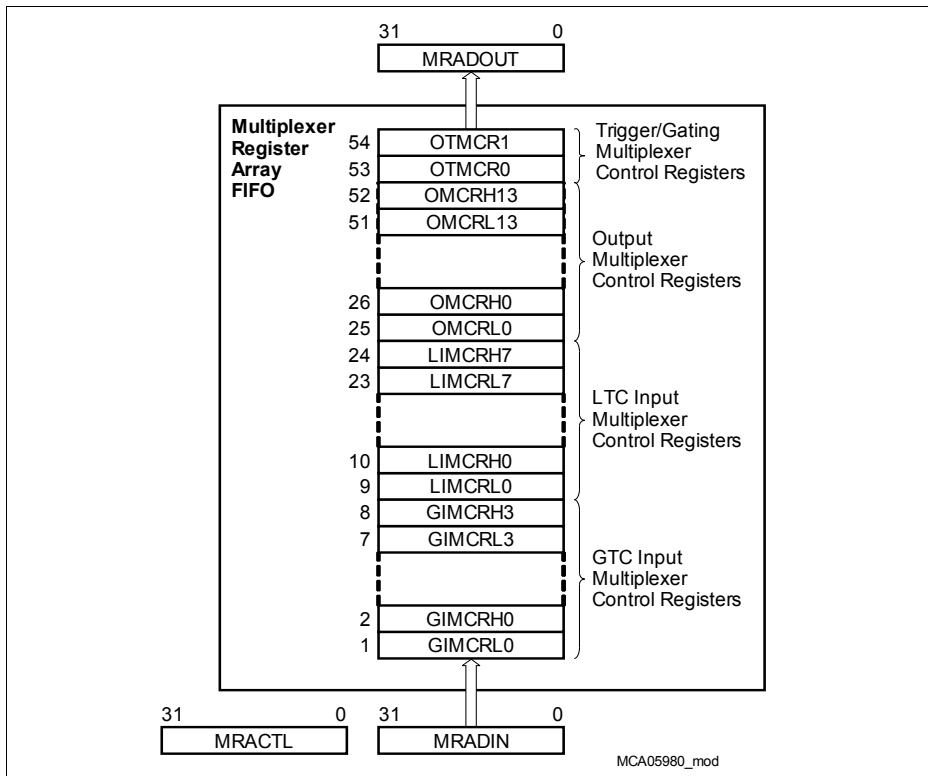 31 0
MRADOUT
Multiplexer
Register
Array
FIFO
54 OTMCR1
53 OTMCR0
52 OMCRH13
51 OMCRL13
26 OMCRH0
25 OMCRL0
24 LIMCRH7
23 LIMCRL7
10 LIMCRH0
9 LIMCRL0
8 GIMCRH3
7 GIMCRL3
2 GIMCRH0
1 GIMCRL0
Trigger/Gating
Multiplexer
Control Registers
Output
Multiplexer
Control Registers
LTC Input
Multiplexer
Control Registers
GTC Input
Multiplexer
Control Registers
31 0
MRACTL
31 0
MRADIN
MCA05980_mod